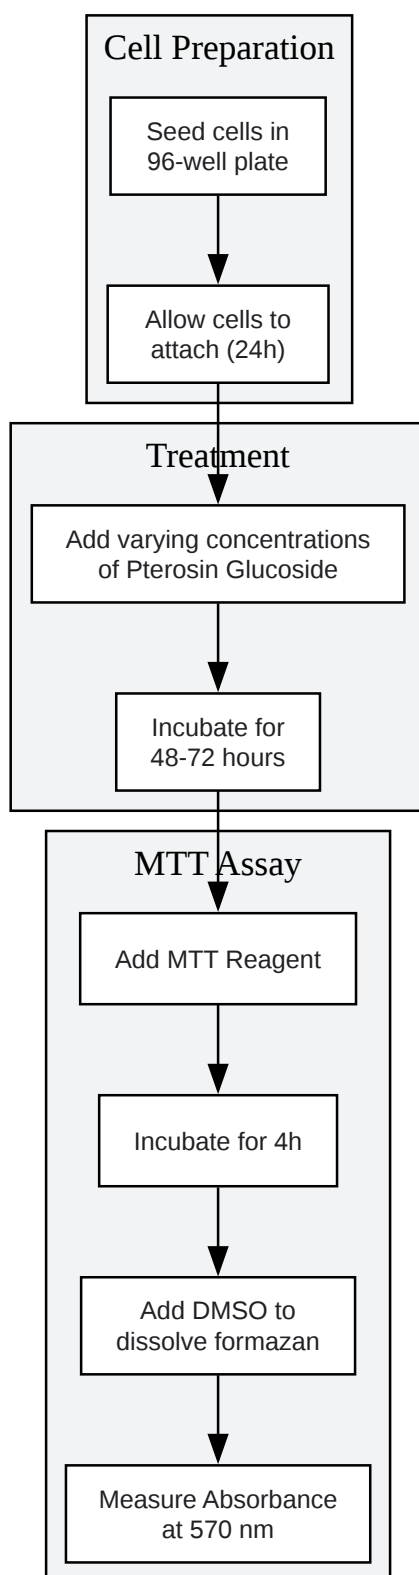 Cell Preparation
Seed cells in
96-well plate
Allow cells to
attach (24h)
Treatment
Add varying concentrations
of Pterosin Glucoside
Incubate for
48-72 hours
MTT Assay
Add MTT Reagent
Incubate for 4h
Add DMSO to
dissolve formazan
Measure Absorbance
at 570 nm